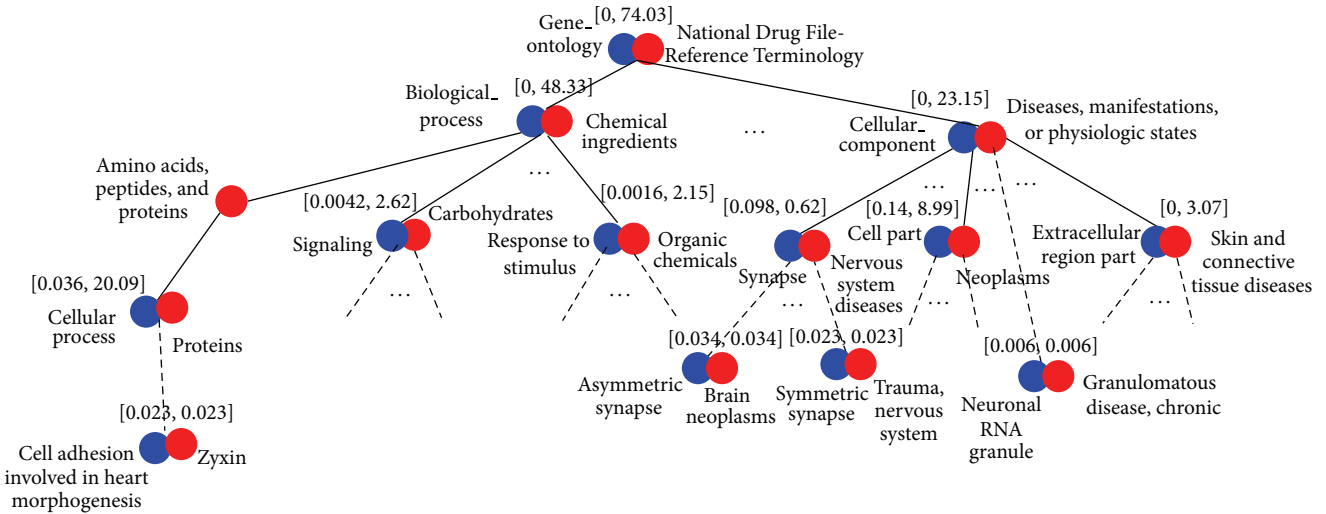 Gene_
ontology
[0, 74.03]
National Drug File-
Reference Terminology
Biological_
process
[0, 48.33]
Chemical
ingredients
...
[0, 23.15]
Cellular_
component
Diseases, manifestations,
or physiologic states
Amino acids,
peptides, and
proteins
...
... ... ...
[0.0042, 2.62]
Signaling
Carbohydrates
[0.0016, 2.15]
Response to
stimulus
Organic
chemicals
[0.098, 0.62]
Synapse
Nervous
system
diseases
[0.14, 8.99]
Cell part
Neoplasms
[0, 3.07]
Extracellular
region part
Skin and
connective
tissue diseases
[0.036, 20.09]
Cellular
process
Proteins
...
...
...
...
...
[0.034, 0.034]
Asymmetric
synapse
Brain
neoplasms
[0.023, 0.023]
Symmetric
synapse
Trauma,
nervous
system
[0.006, 0.006]
Neuronal
RNA
granule
Granulomatous
disease, chronic
[0.023, 0.023]
Cell adhesion
involved in heart
morphogenesis
Zyxin